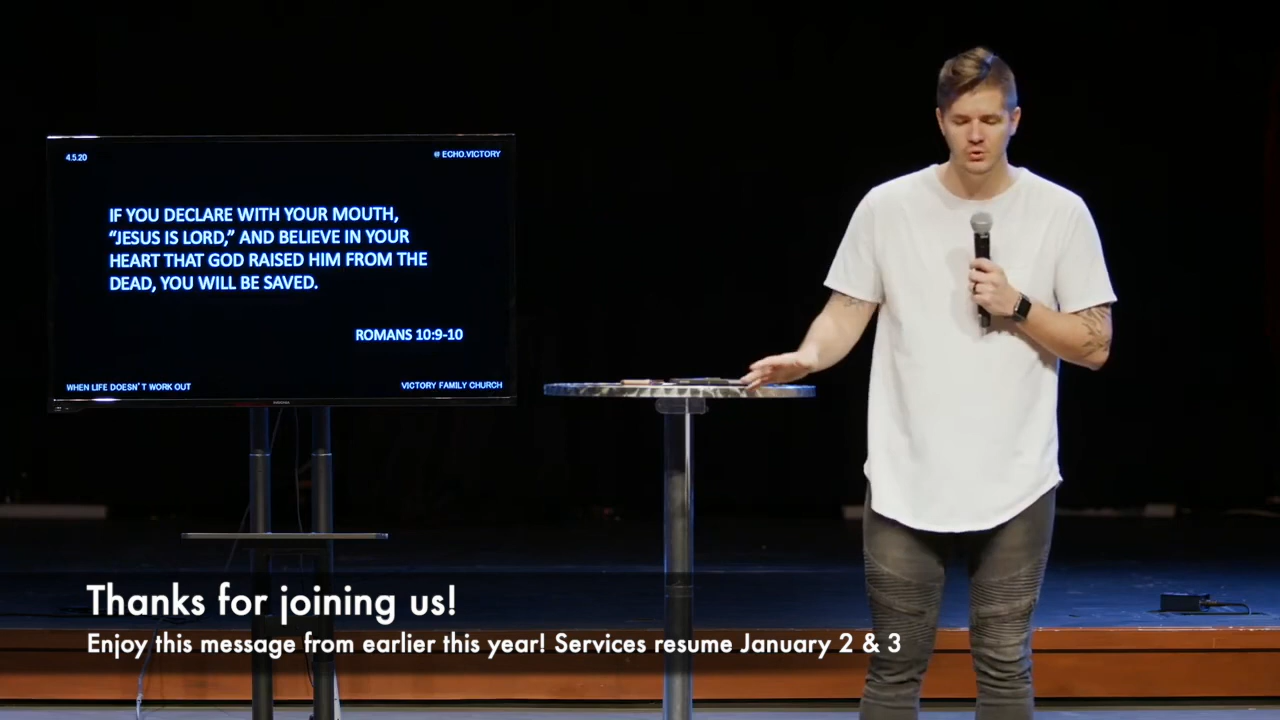 4.5.20
@ ECHO.VICTORY
IF YOU DECLARE WITH YOUR MOUTH,
“JESUS IS LORD,” AND BELIEVE IN YOUR
HEART THAT GOD RAISED HIM FROM THE
DEAD, YOU WILL BE SAVED.
ROMANS 10:9-10
WHEN LIFE DOESN'T WORK OUT
VICTORY FAMILY CHURCH
Thanks for joining us!
Enjoy this message from earlier this year! Services resume January 2 & 3